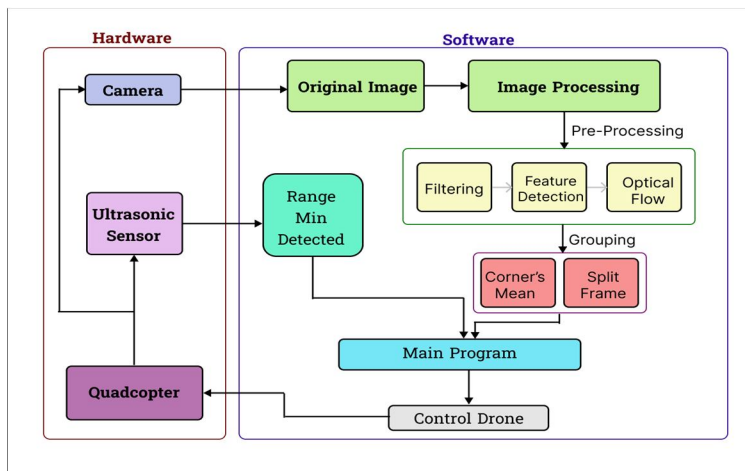 Hardware
Software
Camera
Original Image
Image Processing
Pre-Processing
Filtering
Feature
Detection
Optical
Flow
Ultrasonic
Sensor
Range
Min
Detected
Grouping
Corner's
Mean
Split
Frame
Main Program
Quadcopter
Control Drone